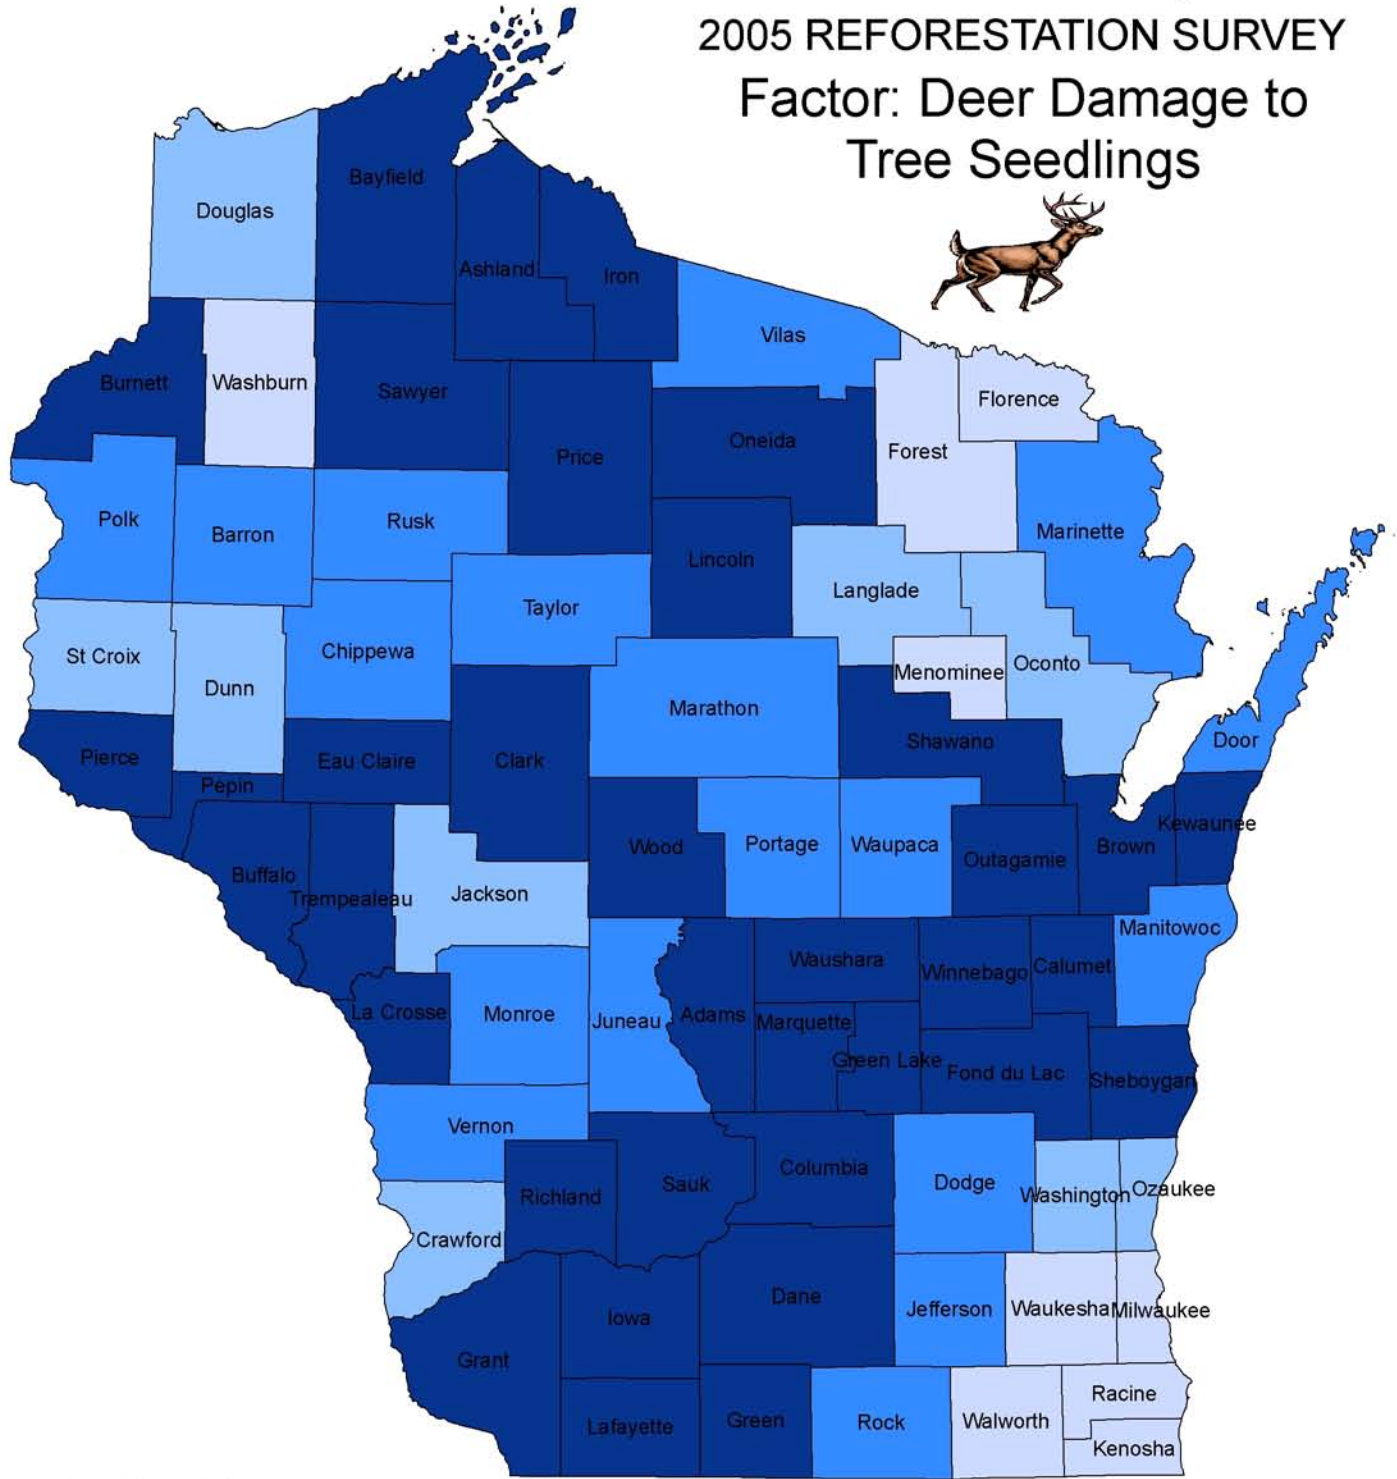 2005 REFORESTATION SURVEY
Factor: Deer Damage to
Tree Seedlings
Bayfield
Douglas
Ashland
Iron
Vilas
Burnett
Washburn
Sawyer
Florence
Oneida
Forest
Price
Polk
Barron
Rusk
Marinette
Lincoln
Langlade
Taylor
St Croix
Chippewa
Dunn
Menominee
Oconto
Marathon
Pierce
Eau Claire
Clark
Shawano
Door
Pepin
Kewaunee
Wood
Portage
Waupaca
Outagamie
Brown
Buffalo
Trempealeau
Jackson
Manitowoc
Waushara
Winnebago
Calumet
La Crosse
Monroe
Juneau
Adams
Marquette
Green Lake
Fond du Lac
Sheboygan
Vernon
Columbia
Richland
Sauk
Dodge
Washington
Ozaukee
Crawford
Dane
Iowa
Jefferson
Waukesha
Milwaukee
Grant
Lafayette
Green
Rock
Walworth
Racine
Kenosha